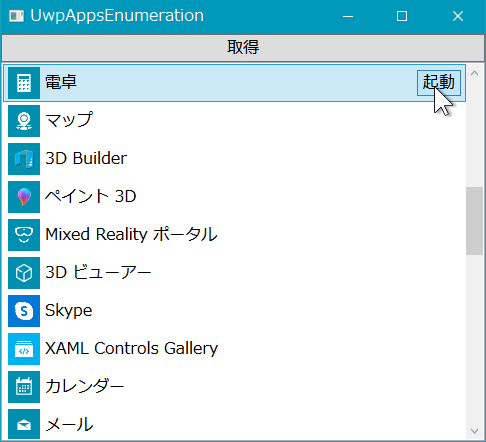 UwpAppsEnumeration
取得
電卓 起動
マップ
3D Builder
ペイント 3D
Mixed Reality ポータル
3D ビューアー
Skype
XAML Controls Gallery
カレンダー
メール